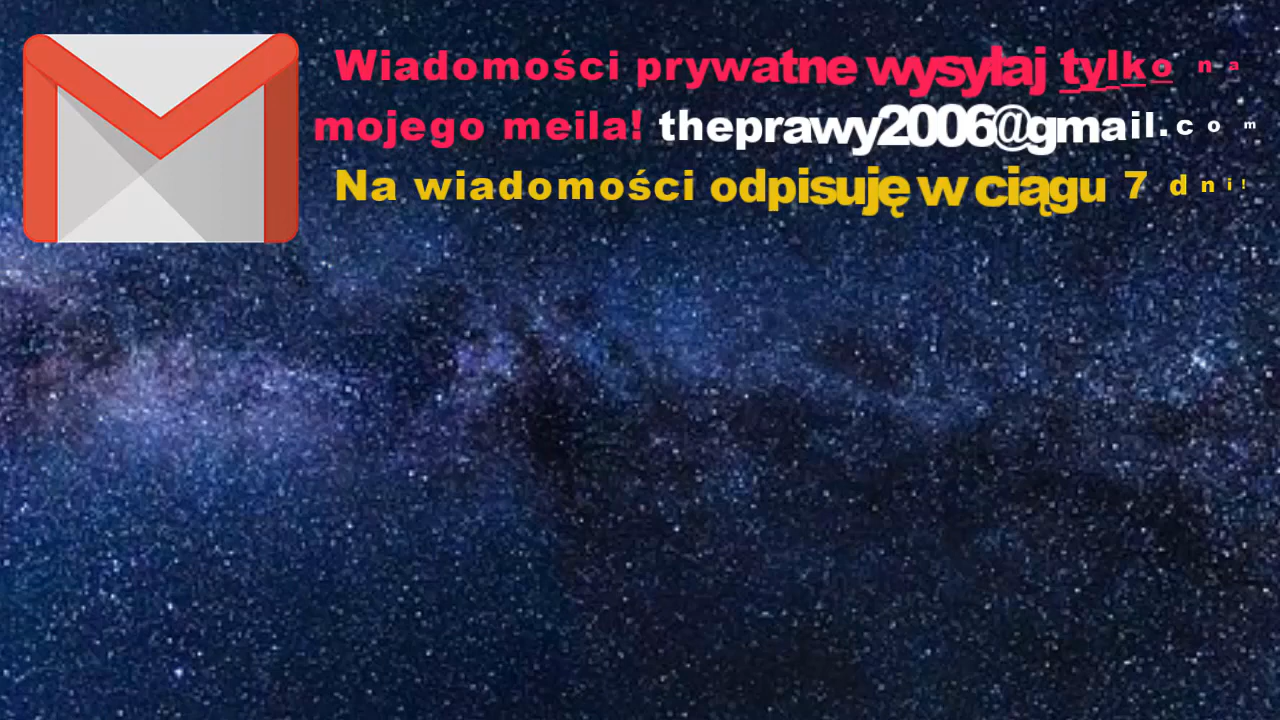 Wiadomości prywatne wysyłaj tylko na
mojego meila! theprawy2006@gmail.com
Na wiadomości odpisuję w ciągu 7 dni!